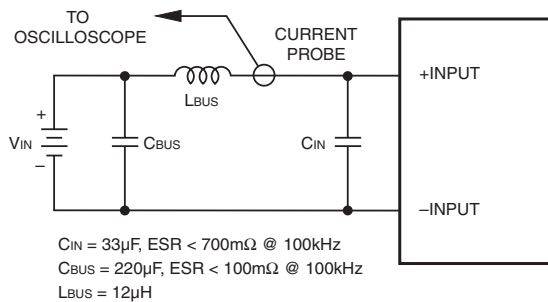 TO
OSCILLOSCOPE
CURRENT
PROBE
+INPUT
LBUS
+
VIN
–
CBUS
CIN
–INPUT
CIN = 33µF, ESR < 700mΩ @ 100kHz
CBUS = 220µF, ESR < 100mΩ @ 100kHz
LBUS = 12µH